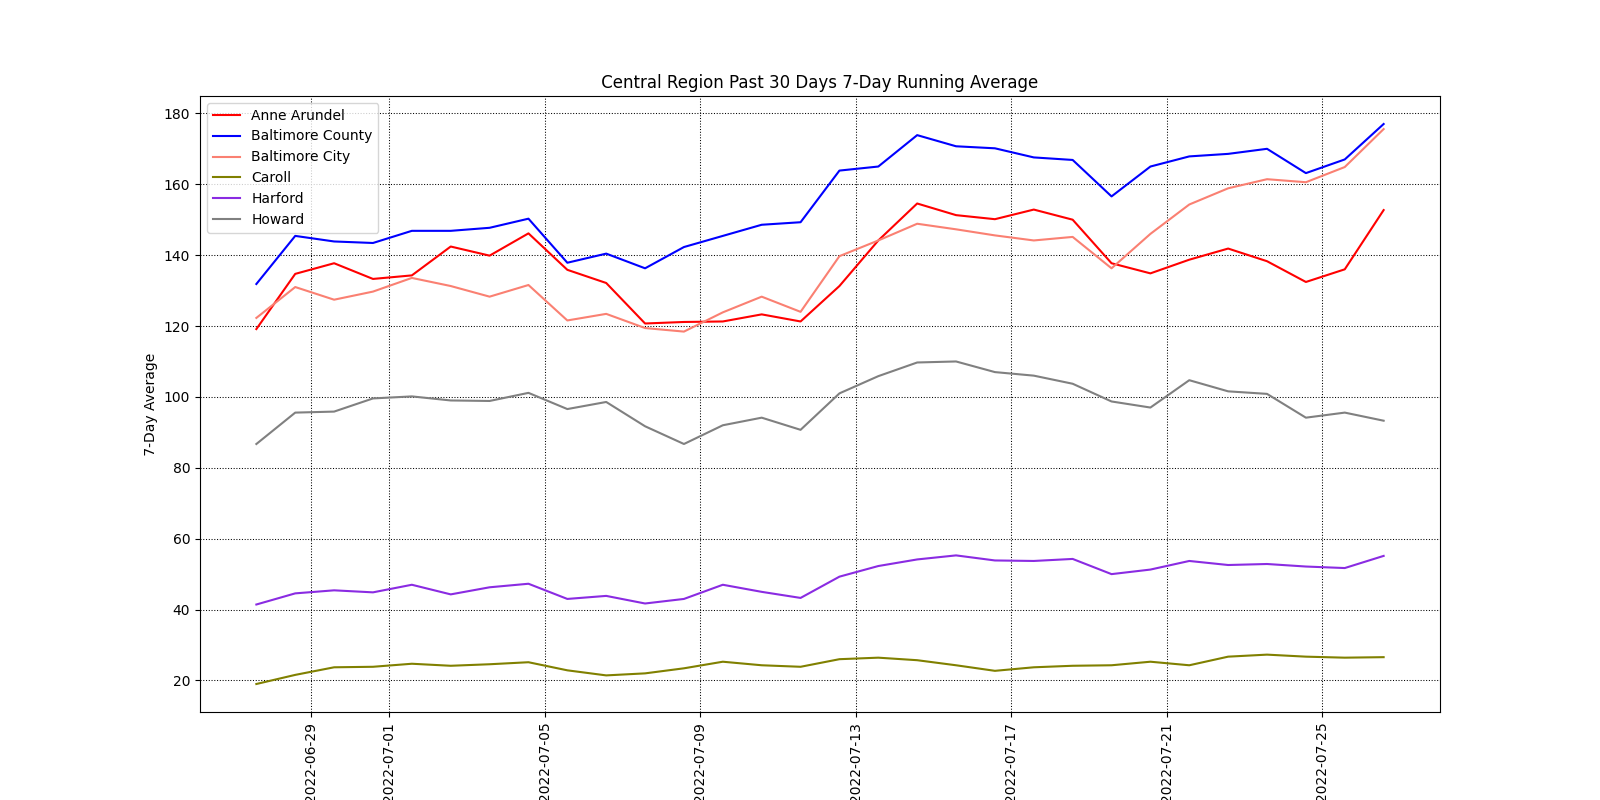 Central Region Past 30 Days 7-Day Running Average
Anne Arundel
Baltimore County
Baltimore City
Caroll
Harford
Howard
7-Day Average
180
160
140
120
100
80
60
40
20
2022-06-29
2022-07-01
2022-07-05
2022-07-09
2022-07-13
2022-07-17
2022-07-21
2022-07-25